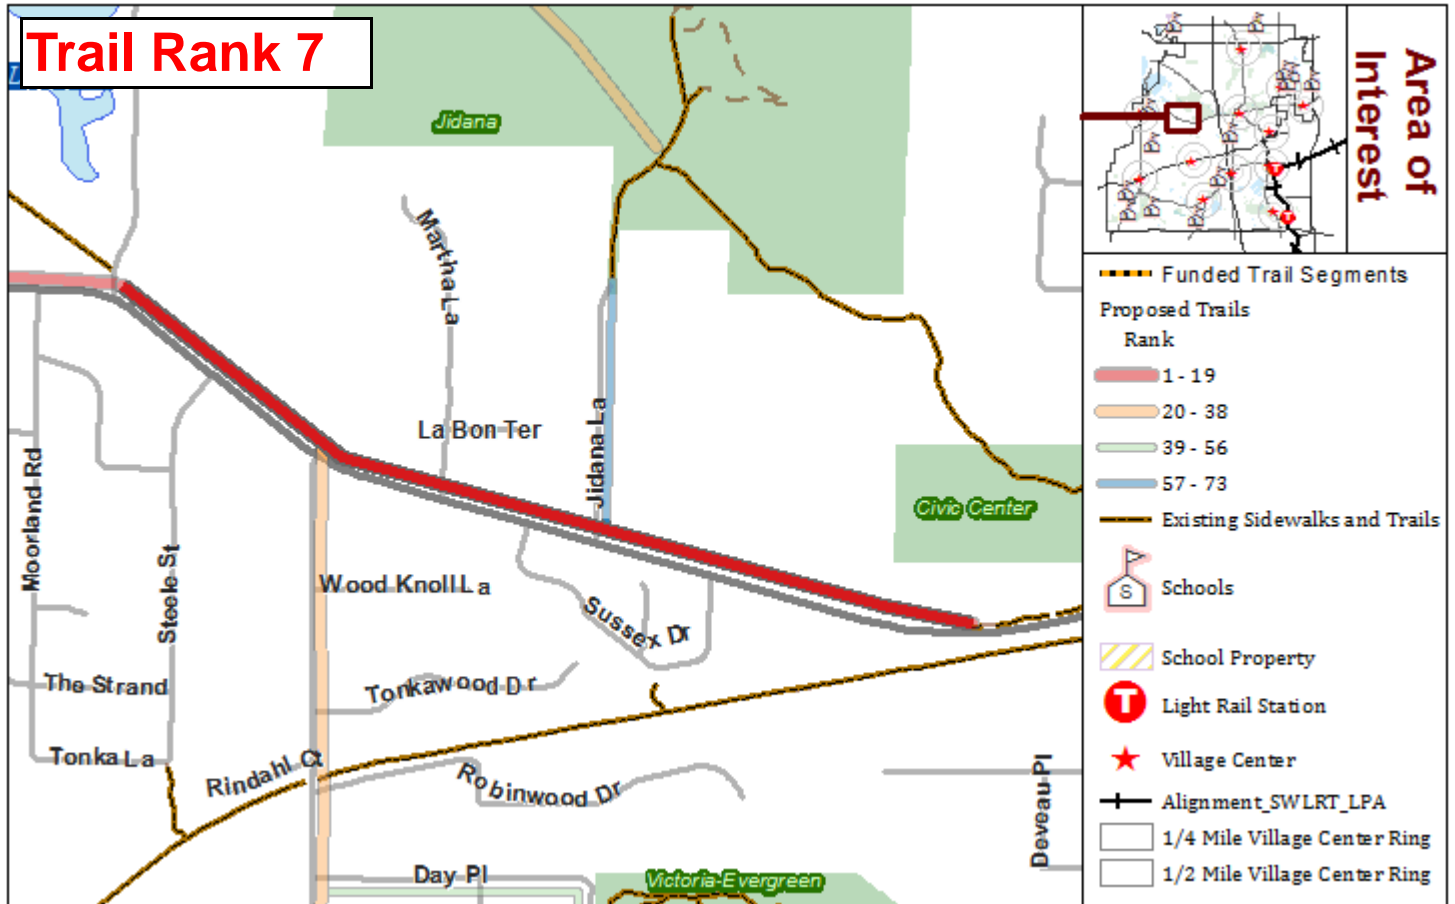 Trail Rank 7
Area of
Interest
Jidana
Martha La
La Bon Ter
Jidana La
Civic Center
Moorland Rd
Steele St
Wood Knoll La
Sussex Dr
The Strand
Tonkawood Dr
Tonka La
Rindahl Ct
Robinwood Dr
Deveau Pl
Day Pl
Victoria-Evergreen
Funded Trail Segments
Proposed Trails
Rank
1 - 19
20 - 38
39 - 56
57 - 73
Existing Sidewalks and Trails
S
Schools
School Property
T
Light Rail Station
Village Center
Alignment_SWLRT_LPA
1/4 Mile Village Center Ring
1/2 Mile Village Center Ring